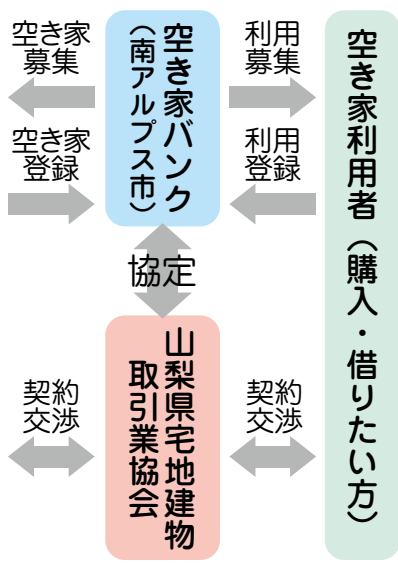 空き家
募集
空き家バンク
（南アルプス市）
利用
募集
空き家
登録
利用
登録
空き家利用者（購入・借りたい方）
協定
山梨県宅地建物
取引業協会
契約
交渉
契約
交渉